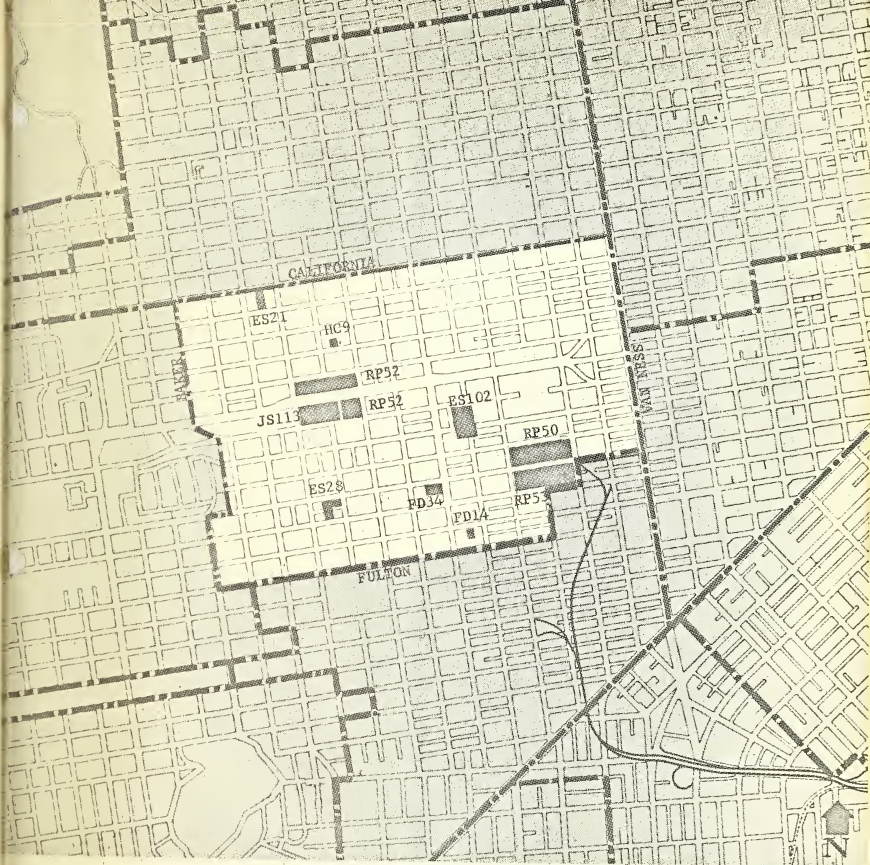 CALIFORNIA
ES21
HC9
BAKER
VAN NESS
RP52
JS113
RP52
ES102
RP50
ES28
FD34
RP53
FD14
FULTON
N